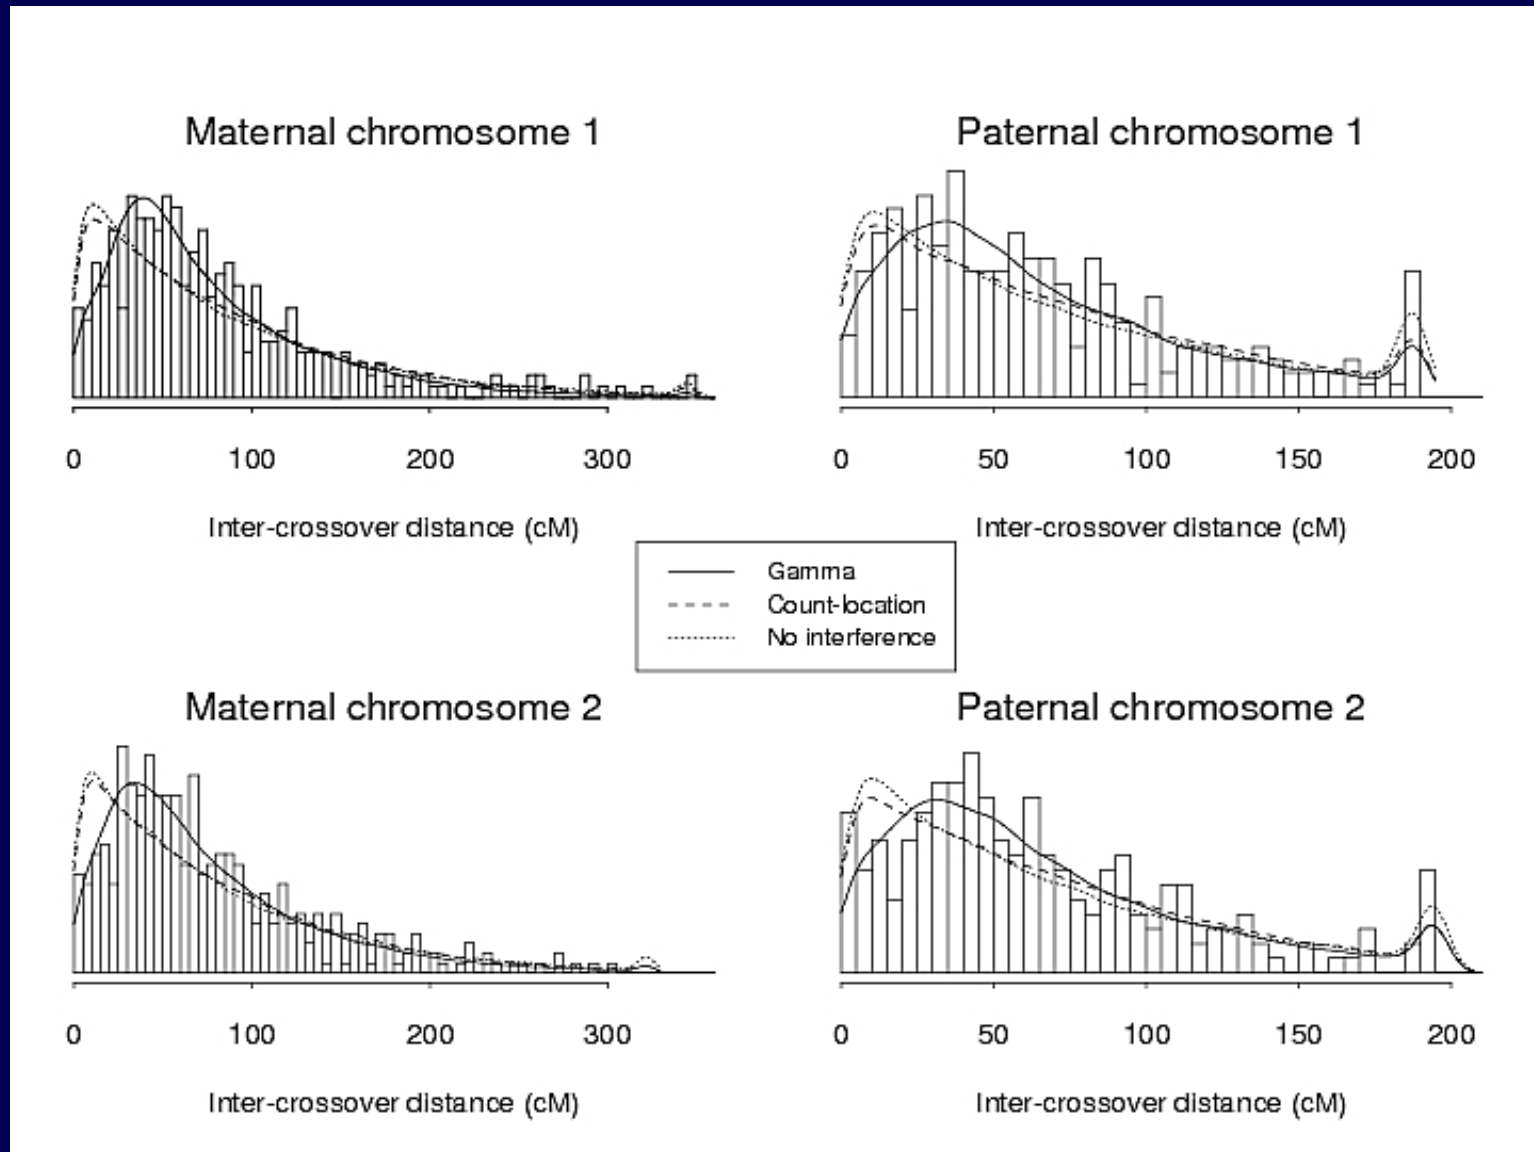 Maternal chromosome 1
0 100 200 300
Inter-crossover distance (cM)
Paternal chromosome 1
0 50 100 150 200
Inter-crossover distance (cM)
Gamma
Count-location
No interference
Maternal chromosome 2
0 100 200 300
Inter-crossover distance (cM)
Paternal chromosome 2
0 50 100 150 200
Inter-crossover distance (cM)